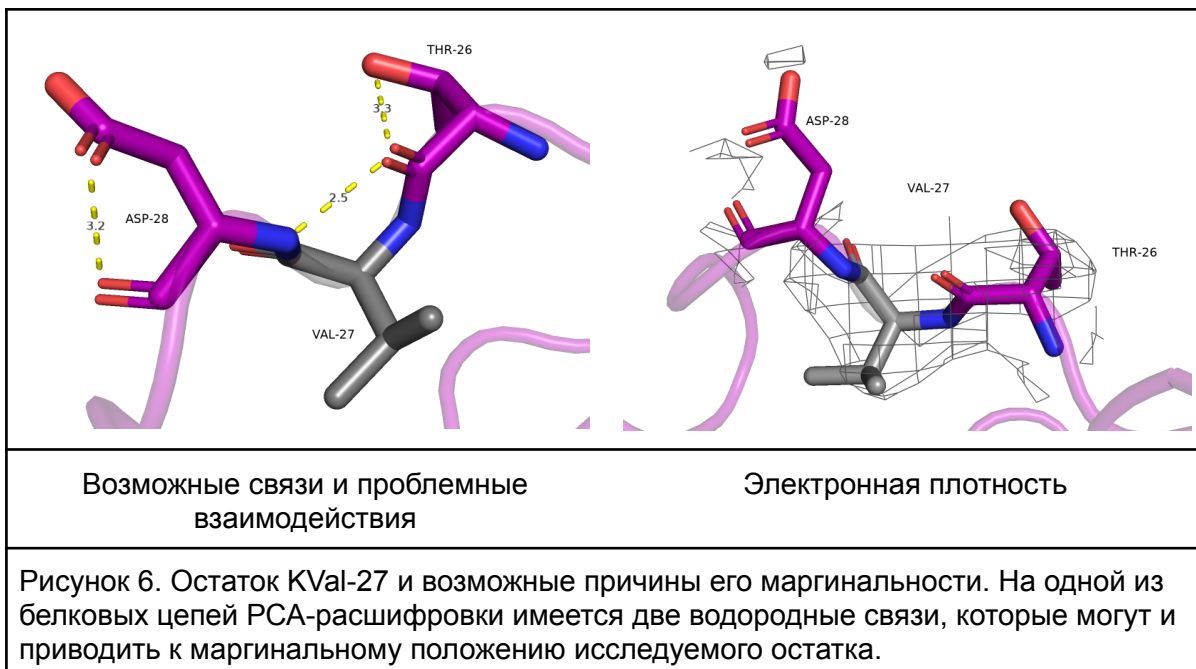 THR-26
3.3
2.5
ASP-28
3.2
VAL-27
ASP-28
VAL-27
THR-26
Возможные связи и проблемные
взаимодействия
Электронная плотность
Рисунок 6. Остаток KVal-27 и возможные причины его маргинальности. На одной из
белковых цепей РСА-расшифровки имеется две водородные связи, которые могут и
приводить к маргинальному положению исследуемого остатка.